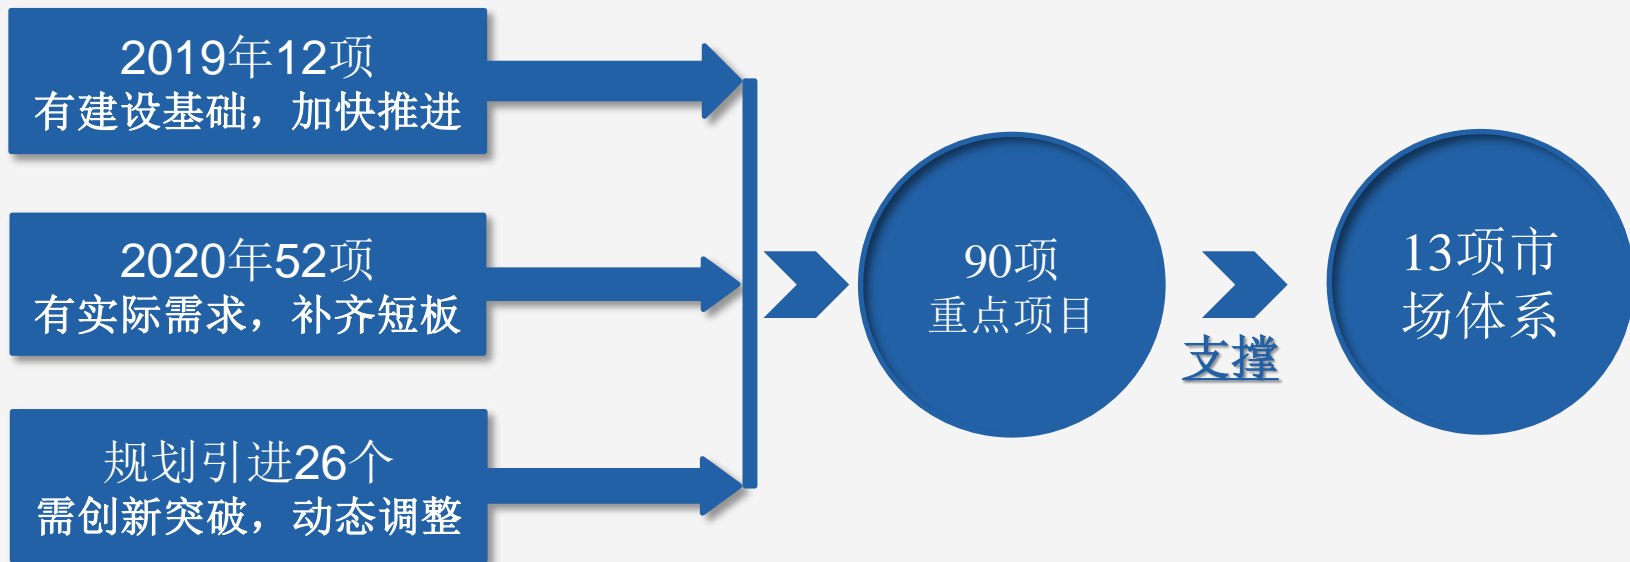 2019年12项
有建设基础，加快推进
2020年52项
有实际需求，补齐短板
规划引进26个
需创新突破，动态调整
90项
重点项目
支撑
13项市
场体系